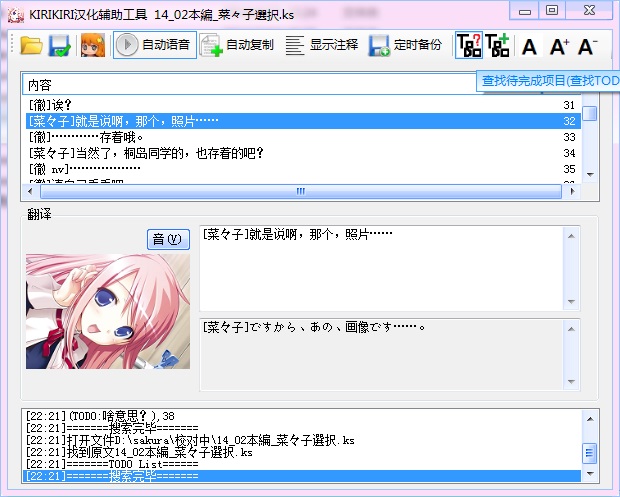 KIRIKIRI汉化辅助工具 14_02本編_菜々子選択.ks
自动语音 自动复制 显示注释 定时备份 TB? TB+ A A+ A-
查找待完成项目(查找TOD
内容
[徹]诶? 31
[菜々子]就是说啊，那个，照片…… 32
[徹]…………存着哦。 33
[菜々子]当然了，桐岛同学的，也存着的吧? 34
[徹 nv]……………… 35
翻译
音(V)
[菜々子]就是说啊，那个，照片……
[菜々子]ですから、あの、画像です……。
[22:21](TODO:啥意思? ),38
[22:21]=======搜索完毕=======
[22:21]打开文件D:\sakura\校对中\14_02本編_菜々子選択.ks
[22:21]找到原文14_02本編_菜々子選択.ks
[22:21]=======TODO List======
[22:21]=======搜索完毕=======